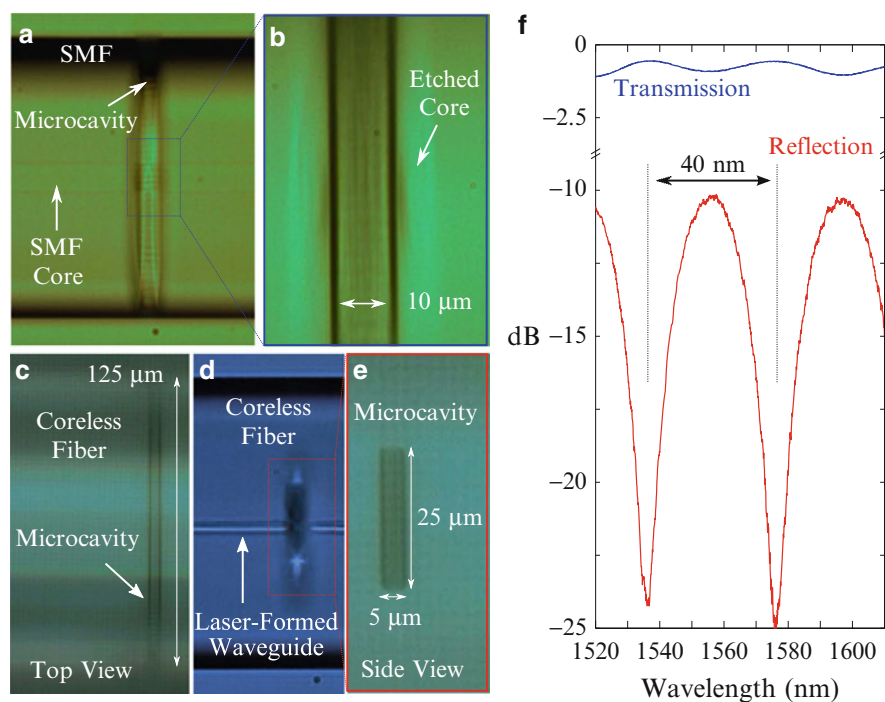 a
SMF
Microcavity
SMF
Core
b
Etched
Core
10 µm
c
125 µm
Coreless
Fiber
Microcavity
Top View
d
Coreless
Fiber
Laser-Formed
Waveguide
e
Microcavity
25 µm
5 µm
Side View
f
0
Transmission
−2.5
Reflection
40 nm
−10
dB
−15
−20
−25
1520 1540 1560 1580 1600
Wavelength (nm)